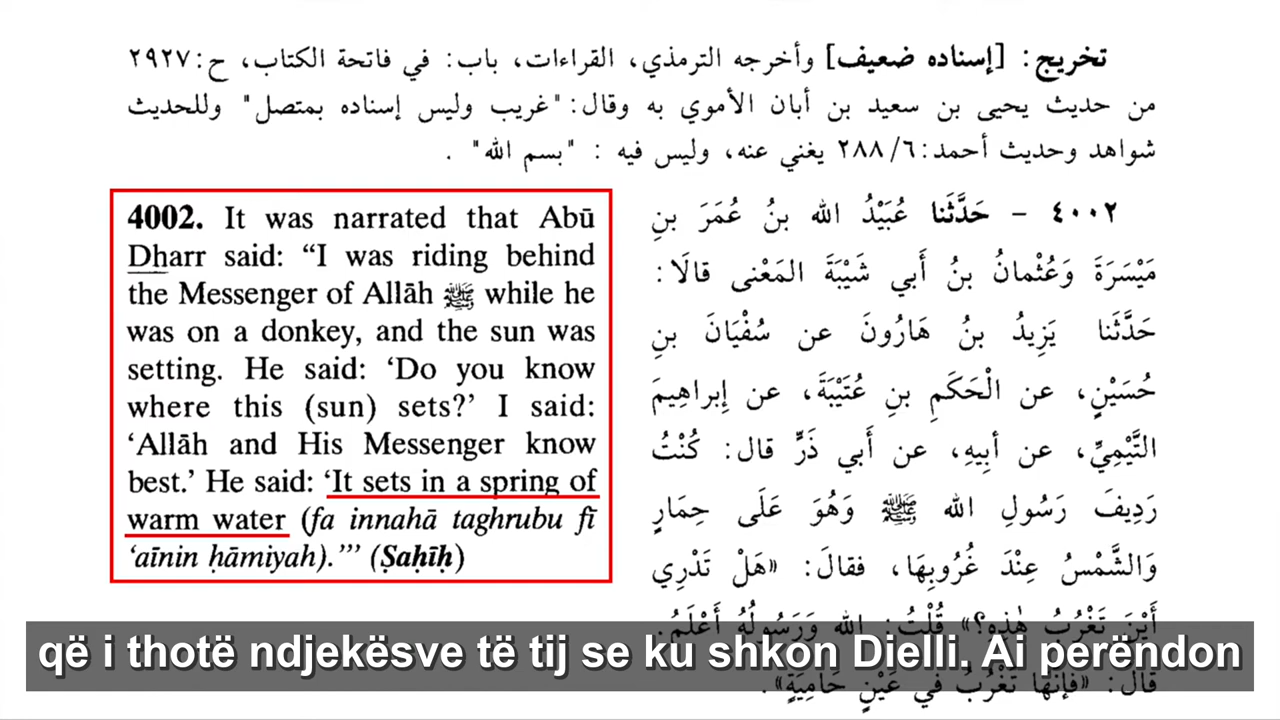 تخريج: [إسناده ضعيف] وأخرجه الترمذي، القراءات، باب: في فاتحة الكتاب، ح:٢٩٢٧
من حديث يحيى بن سعيد بن أبان الأموي به وقال: "غريب وليس إسناده بمتصل" وللحديث
شواهد وحديث أحمد:٢٨٨/٦ يغني عنه، وليس فيه : "بسم الله" .
4002. It was narrated that Abū
Dharr said: “I was riding behind
the Messenger of Allāh ﷺ while he
was on a donkey, and the sun was
setting. He said: ‘Do you know
where this (sun) sets?’ I said:
‘Allāh and His Messenger know
best.’ He said: ‘It sets in a spring of
warm water (fa innahā taghrubu fī
‘aīnin ḥāmiyah).’” (Ṣaḥīḥ)
٤٠٠٢ - حَدَّثَنا عُبَيْدُ الله بنُ عُمَرَ بنِ
مَيْسَرَةَ وَعُثْمانُ بنُ أَبي شَيْبَةَ المَعْنى قالَا:
حَدَّثَنا يَزِيدُ بنُ هَارُونَ عن سُفْيَانَ بنِ
حُسَيْنٍ، عن الْحَكَمِ بنِ عُتَيْبَةَ، عن إبراهِيمَ
التَّيْمِيِّ، عن أبِيهِ، عن أَبي ذَرٍّ قال: كُنْتُ
رَدِيفَ رَسُولِ الله ﷺ وَهُوَ عَلَى حِمَارٍ
وَالشَّمْسُ عِنْدَ غُرُوبِهَا، فقالَ: «هَلْ تَدْرِي
أَيْنَ تَغْرُبُ هٰذِهِ؟» قُلْتُ: الله وَرَسُولُهُ أَعْلَمُ.
قال: «فإنَّهَا تَغْرُبُ في عَيْنٍ حَامِيَةٍ».
që i thotë ndjekësve të tij se ku shkon Dielli. Ai perëndon